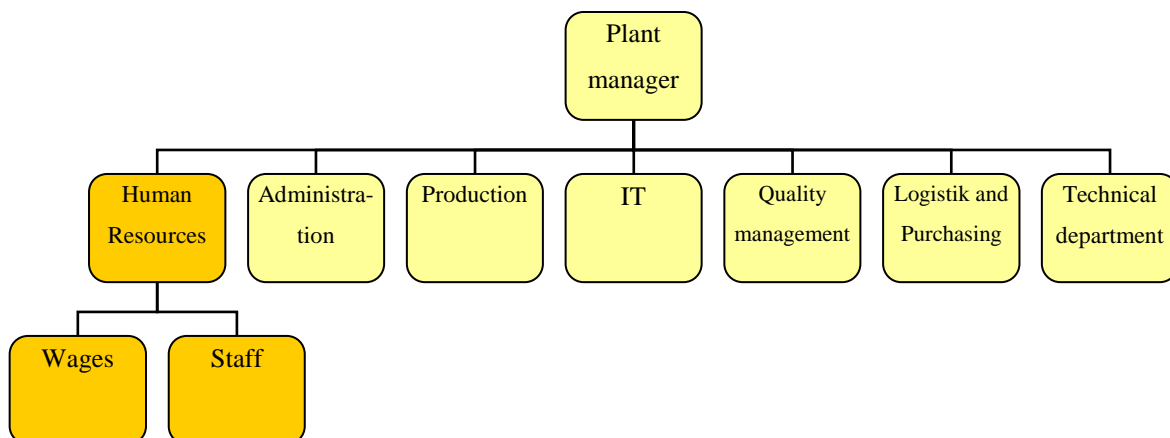 Plant
manager
Human
Resources
Administra-
tion
Production
IT
Quality
management
Logistik and
Purchasing
Technical
department
Wages
Staff